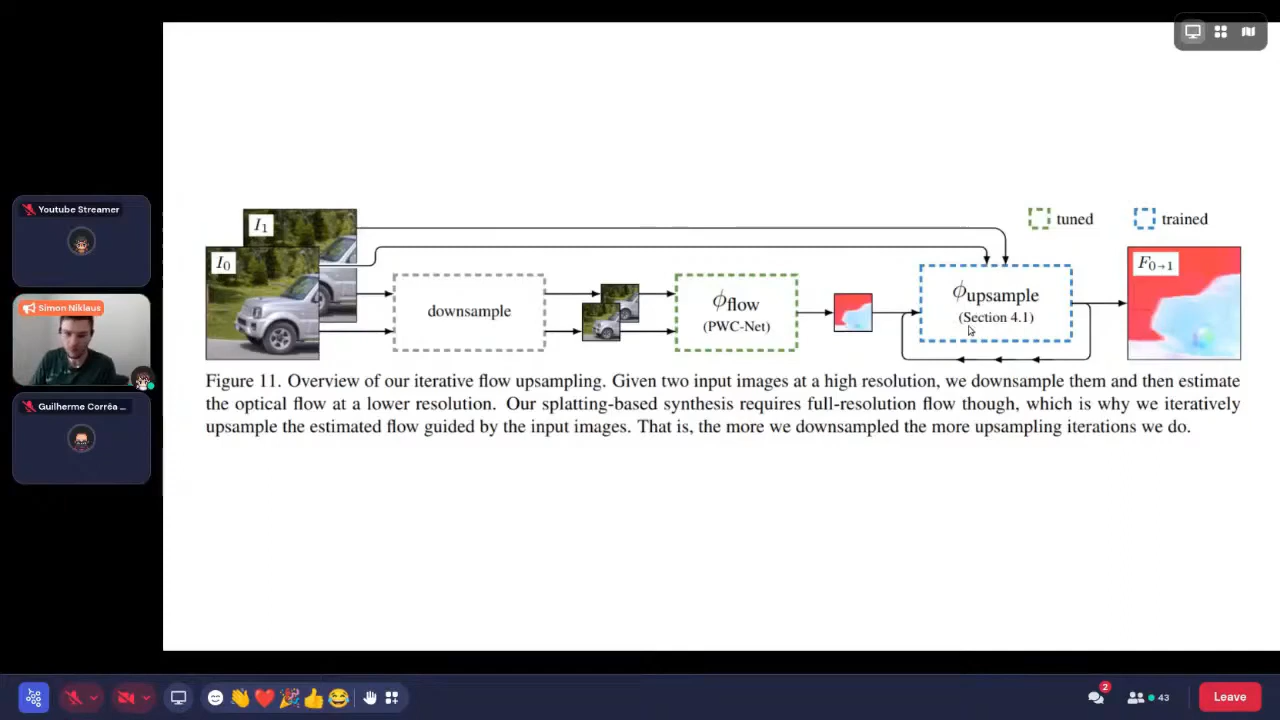 Youtube Streamer
Simon Niklaus
Guilherme Corrêa ...
I₁
I₀
downsample
ϕflow
(PWC-Net)
ϕupsample
(Section 4.1)
tuned
trained
F₀→₁
Figure 11. Overview of our iterative flow upsampling. Given two input images at a high resolution, we downsample them and then estimate
the optical flow at a lower resolution. Our splatting-based synthesis requires full-resolution flow though, which is why we iteratively
upsample the estimated flow guided by the input images. That is, the more we downsampled the more upsampling iterations we do.
2
43
Leave